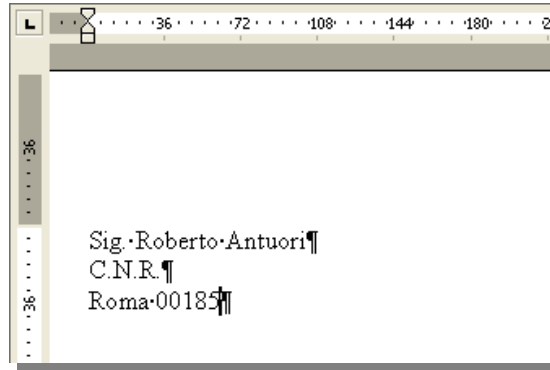 L 36 72 108 144 180
36
Sig.·Roberto·Antuori¶
C.N.R.¶
Roma·00185¶
36